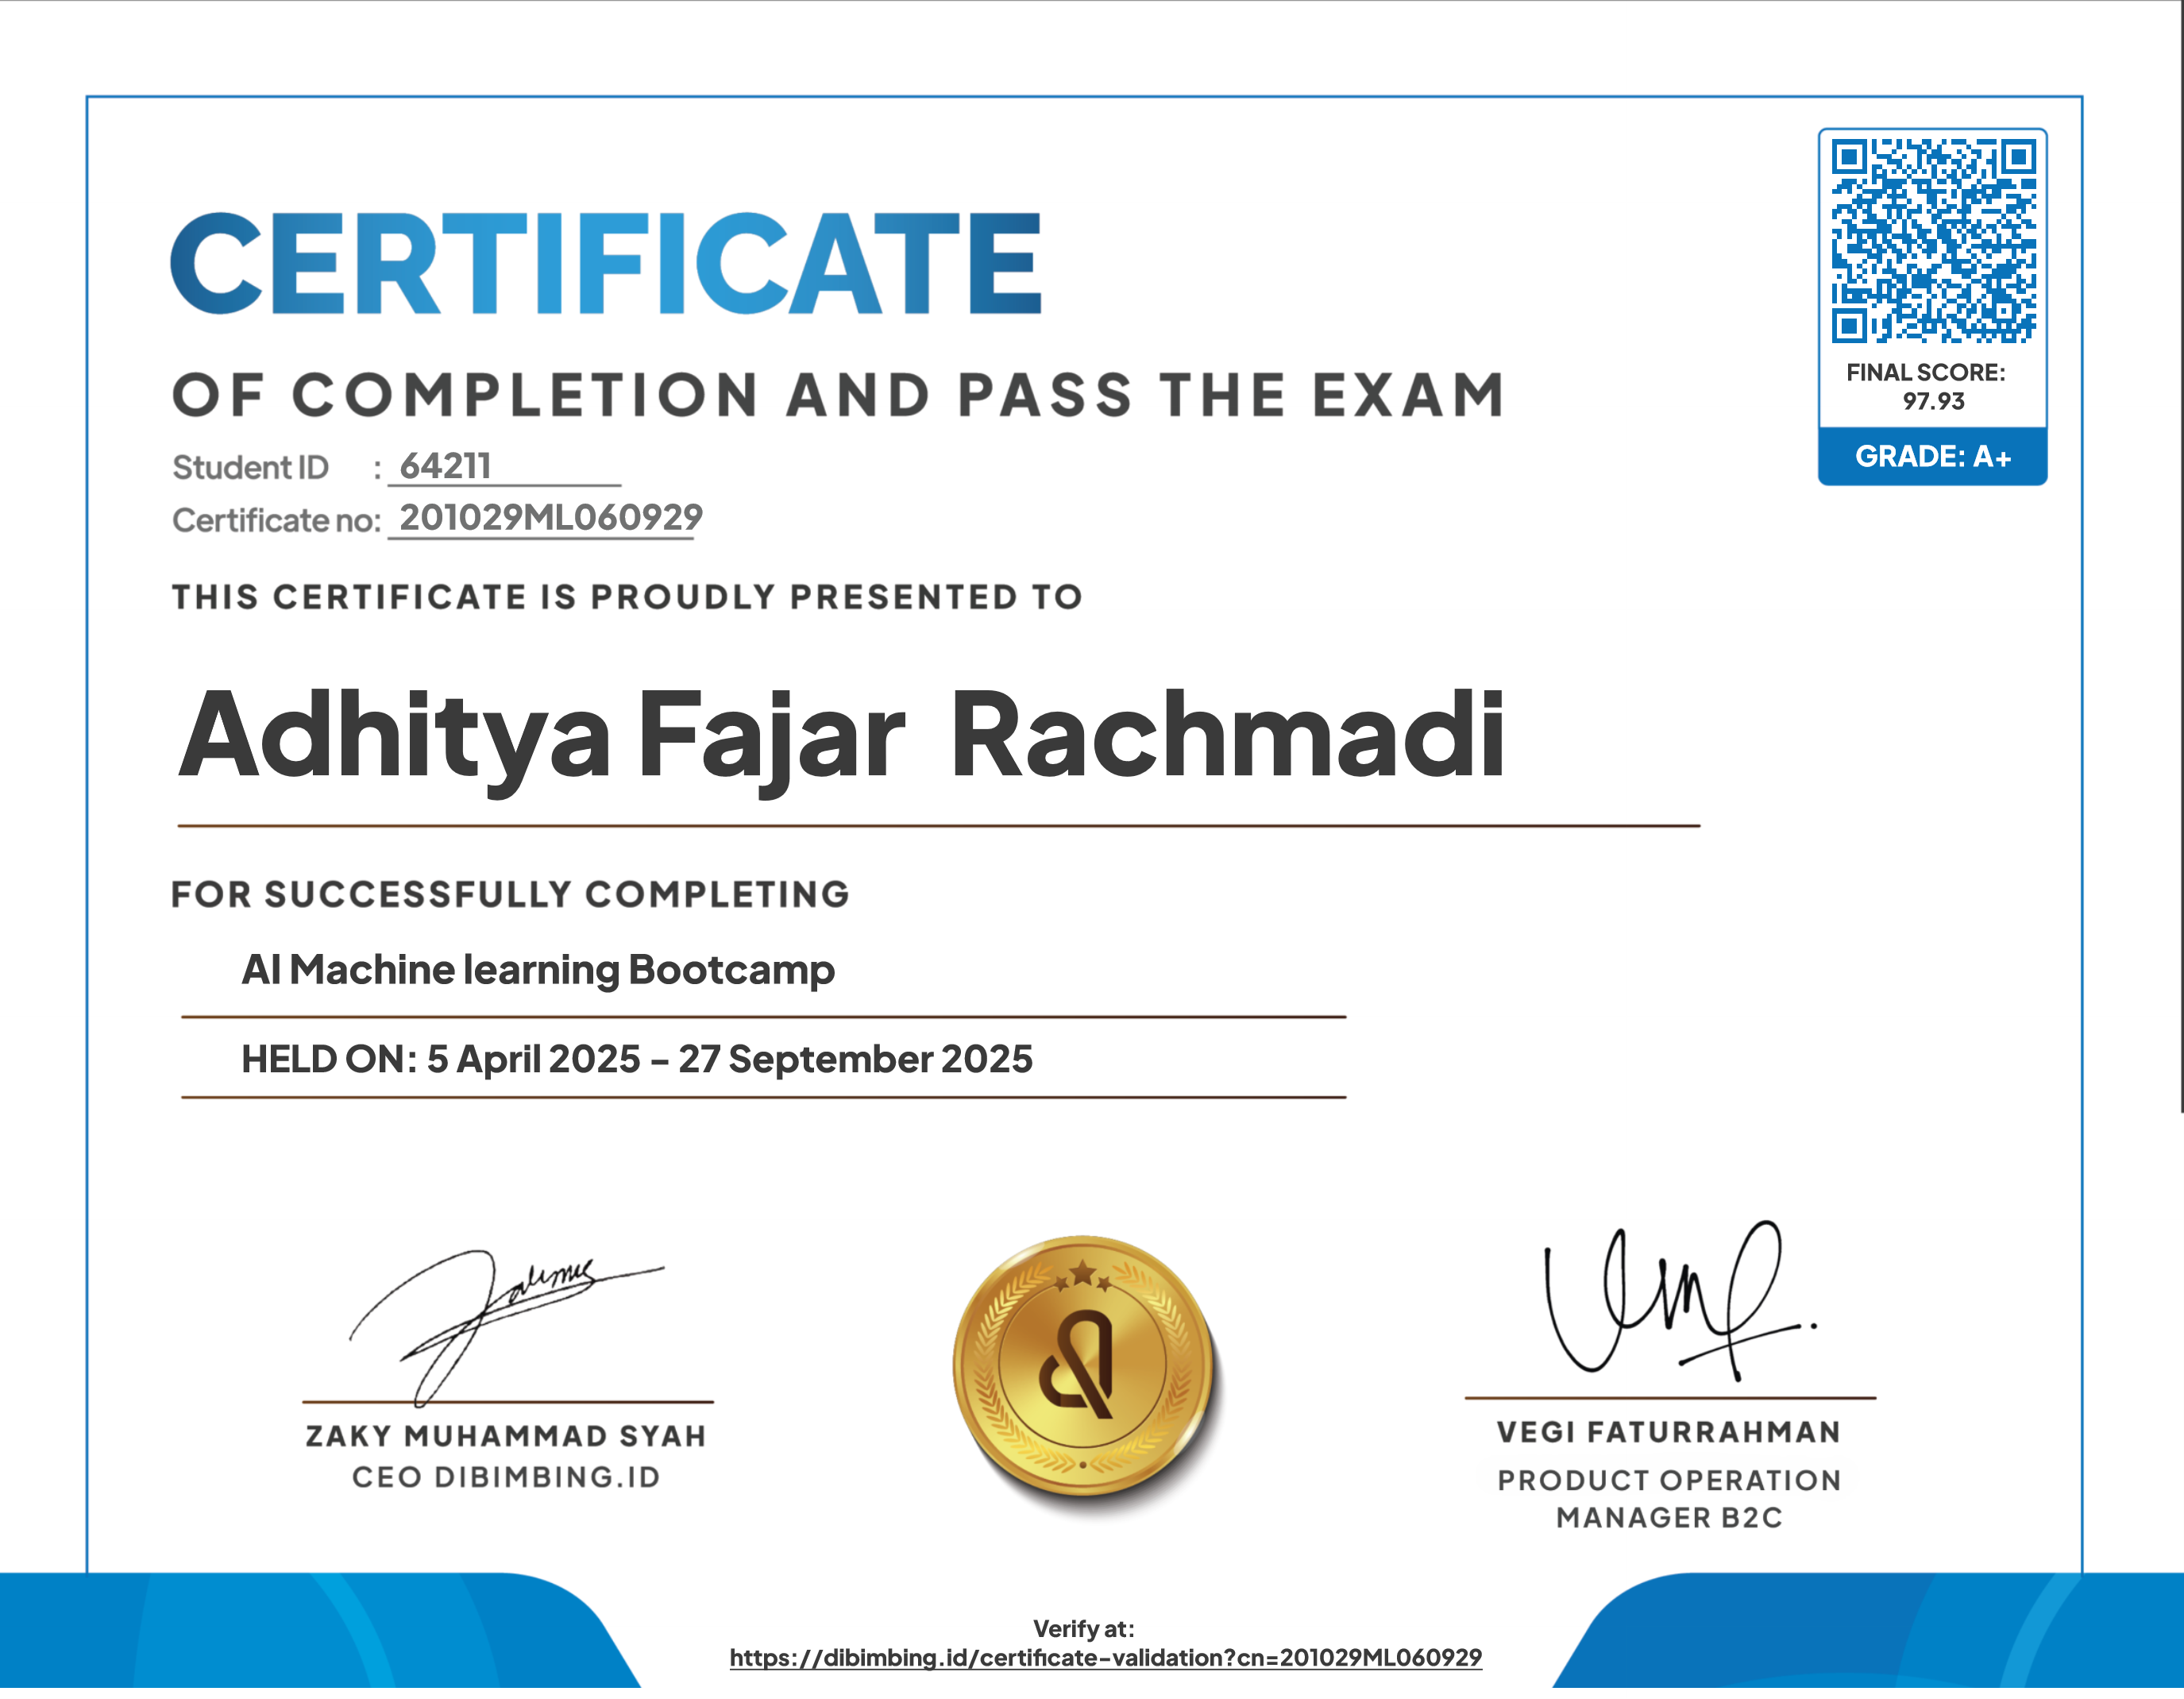 CERTIFICATE
OF COMPLETION AND PASS THE EXAM
Student ID : 64211
Certificate no: 201029ML060929
FINAL SCORE:
97.93
GRADE: A+
THIS CERTIFICATE IS PROUDLY PRESENTED TO
Adhitya Fajar Rachmadi
FOR SUCCESSFULLY COMPLETING
AI Machine learning Bootcamp
HELD ON: 5 April 2025 - 27 September 2025
ZAKY MUHAMMAD SYAH
CEO DIBIMBING.ID
VEGI FATURRAHMAN
PRODUCT OPERATION
MANAGER B2C
Verify at:
https://dibimbing.id/certificate-validation?cn=201029ML060929